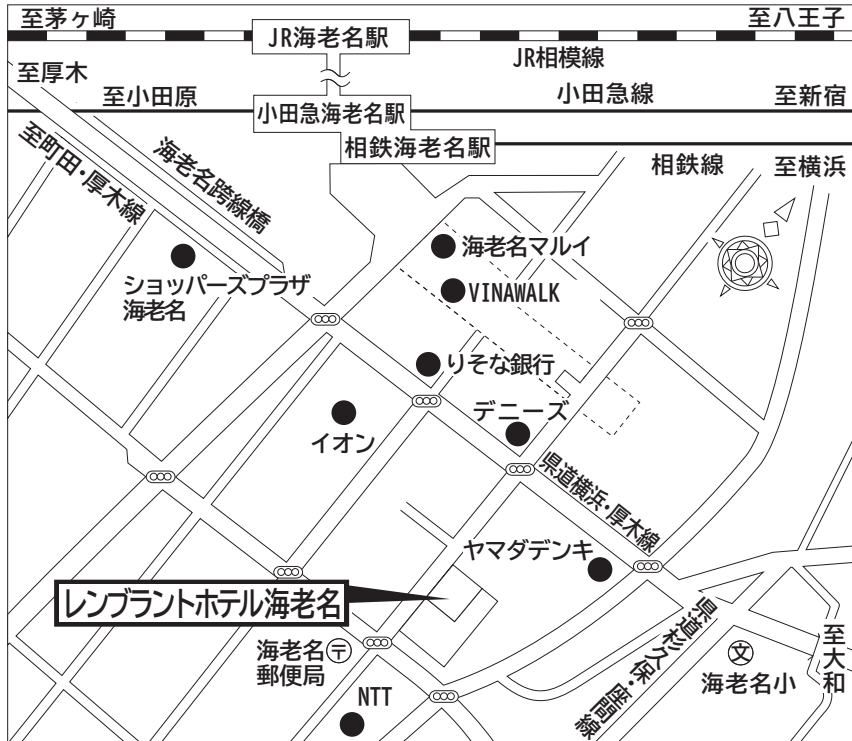 至茅ヶ崎
至八王子
JR海老名駅
JR相模線
至厚木
至小田原
小田急線
至新宿
小田急海老名駅
相鉄海老名駅
相鉄線
至横浜
至町田・厚木線
海老名跨線橋
海老名マルイ
ショッパーズプラザ
海老名
VINAWALK
りそな銀行
デニーズ
イオン
県道横浜・厚木線
ヤマダデンキ
レンブラントホテル海老名
海老名
郵便局
〒
県道杉久保・座間線
文
海老名小
至大和
NTT